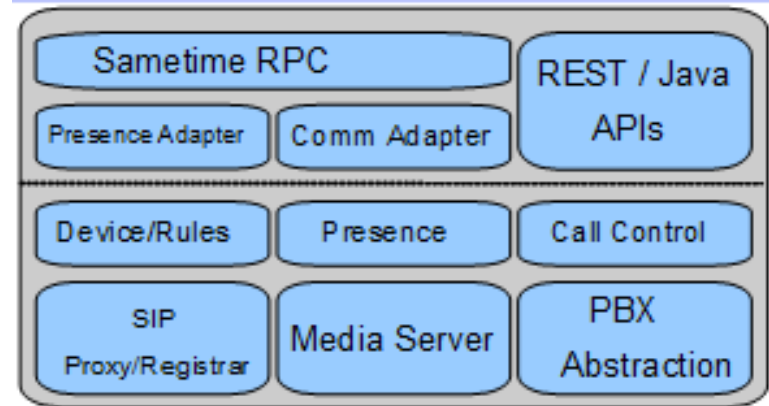 Sametime RPC
REST / Java
APIs
Presence Adapter
Comm Adapter
Device/Rules
Presence
Call Control
SIP
Proxy/Registrar
Media Server
PBX
Abstraction